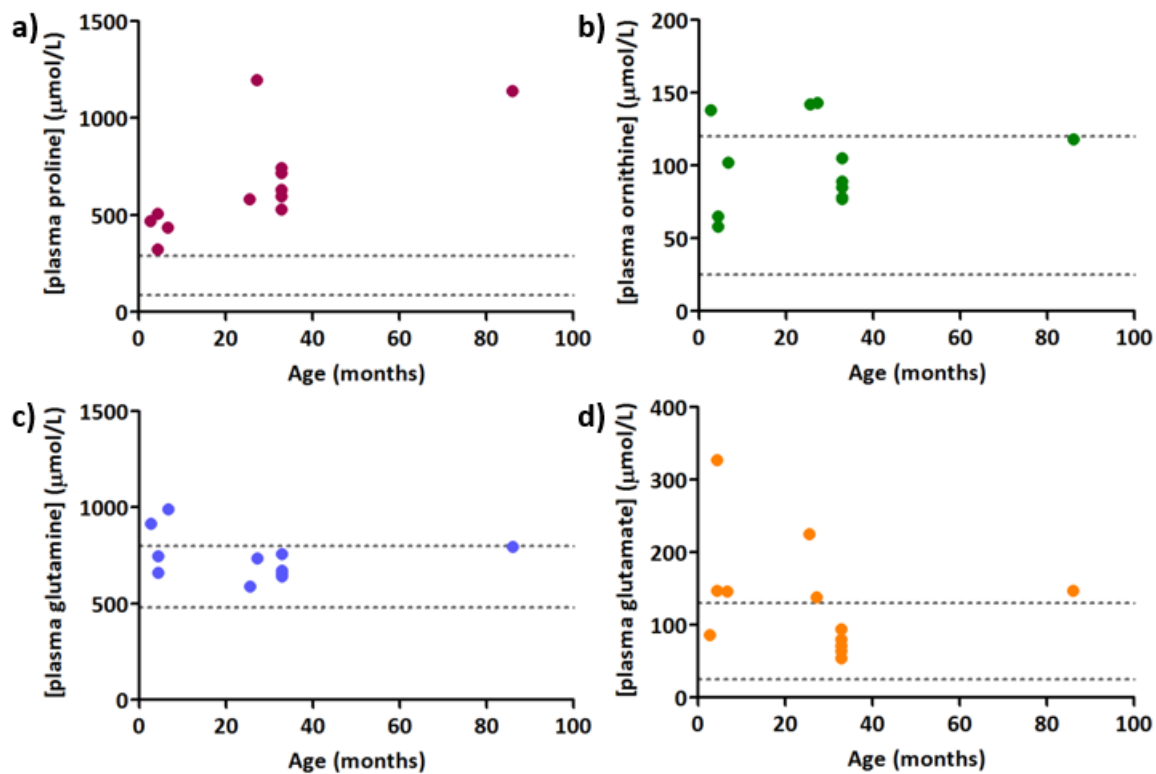 a)
[plasma proline] (μmol/L)
1500
1000
500
0
0 20 40 60 80 100
Age (months)
b)
[plasma ornithine] (μmol/L)
200
150
100
50
0
0 20 40 60 80 100
Age (months)
c)
[plasma glutamine] (μmol/L)
1500
1000
500
0
0 20 40 60 80 100
Age (months)
d)
[plasma glutamate] (μmol/L)
400
300
200
100
0
0 20 40 60 80 100
Age (months)